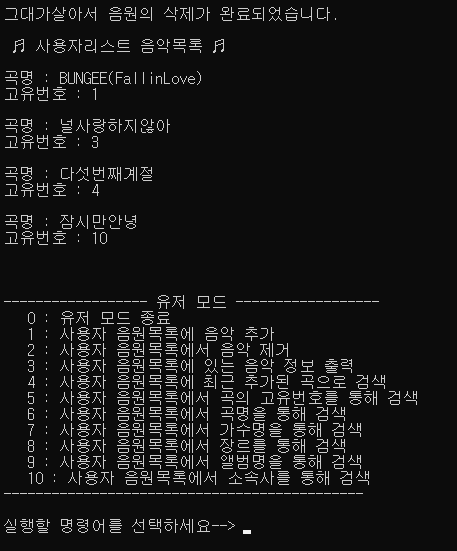 그대가살아서 음원의 삭제가 완료되었습니다.
♬ 사용자리스트 음악목록 ♬
곡명 : BUNGEE(FallinLove)
고유번호 : 1
곡명 : 널사랑하지않아
고유번호 : 3
곡명 : 다섯번째계절
고유번호 : 4
곡명 : 잠시만안녕
고유번호 : 10
------------------ 유저 모드 ------------------
0 : 유저 모드 종료
1 : 사용자 음원목록에 음악 추가
2 : 사용자 음원목록에서 음악 제거
3 : 사용자 음원목록에 있는 음악 정보 출력
4 : 사용자 음원목록에 최근 추가된 곡으로 검색
5 : 사용자 음원목록에서 곡의 고유번호를 통해 검색
6 : 사용자 음원목록에서 곡명을 통해 검색
7 : 사용자 음원목록에서 가수명을 통해 검색
8 : 사용자 음원목록에서 장르를 통해 검색
9 : 사용자 음원목록에서 앨범명을 통해 검색
10 : 사용자 음원목록에서 소속사를 통해 검색
---------------------------------------------
실행할 명령어를 선택하세요-->